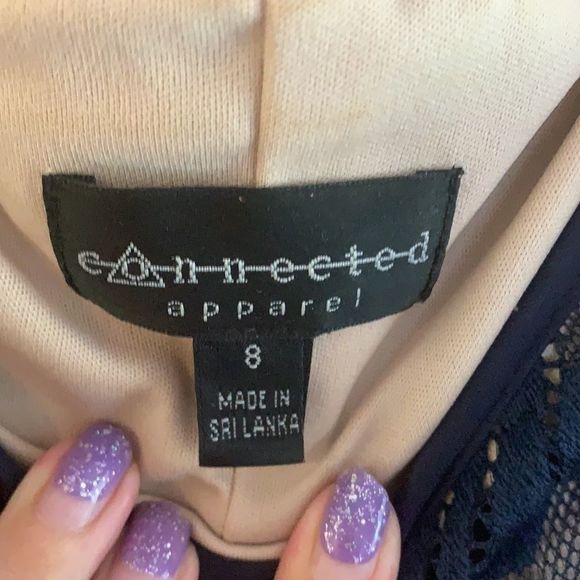 connected
apparel
8
MADE IN
SRI LANKA